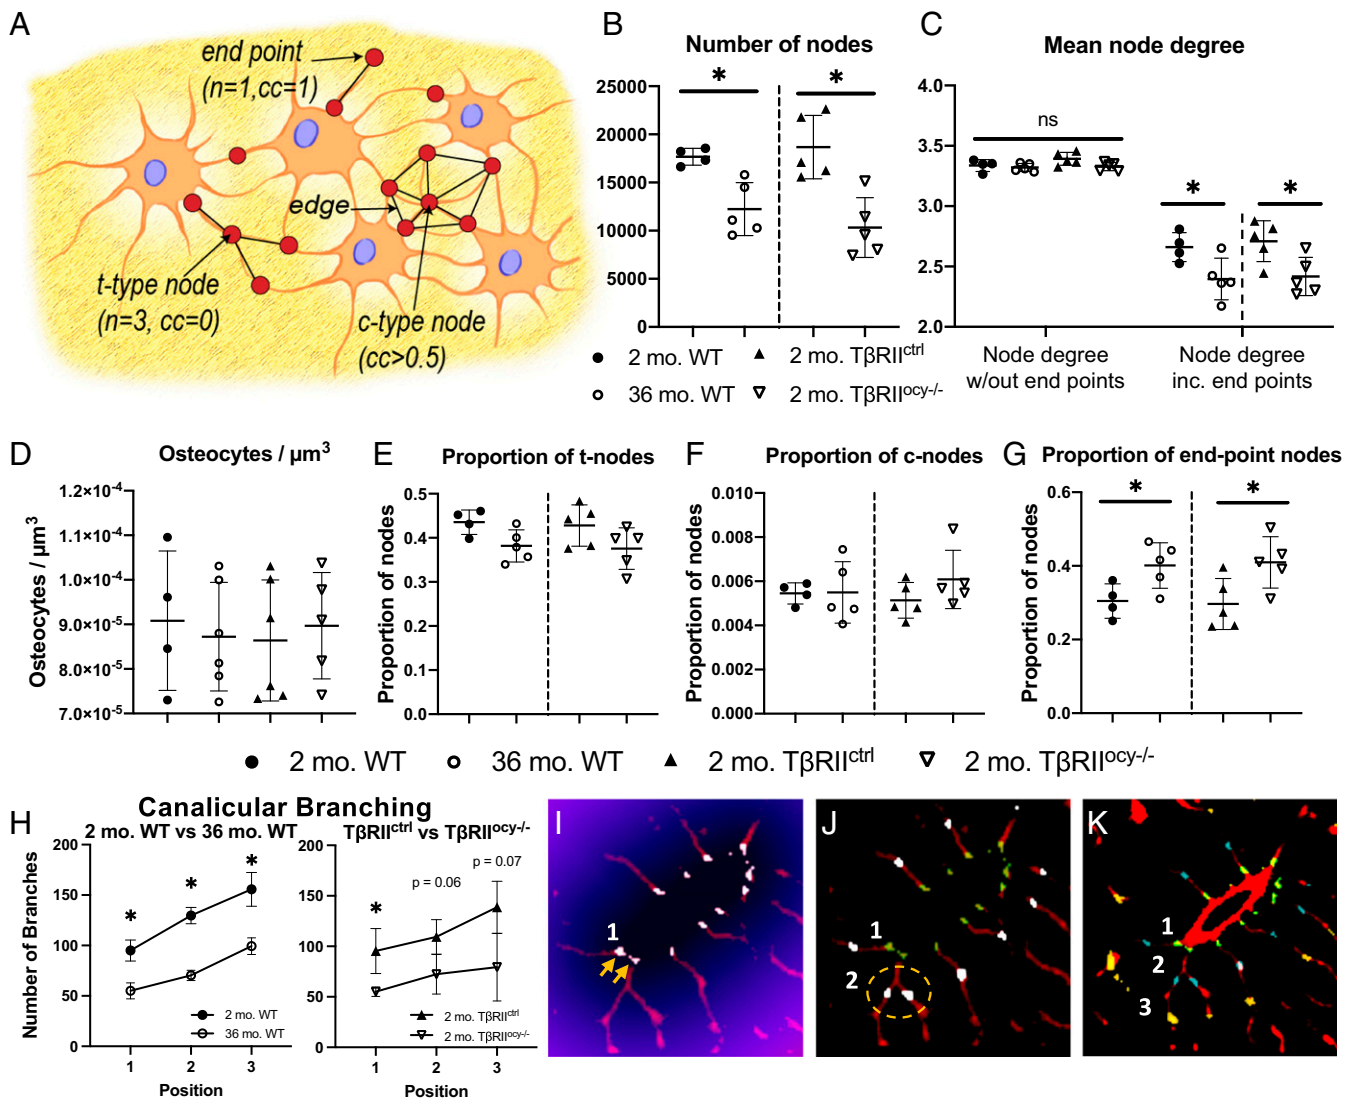 A
end point
(n=1,cc=1)
edge
t-type node
(n=3, cc=0)
c-type node
(cc>0.5)
B
Number of nodes
*
*
25000
20000
15000
10000
5000
0
2 mo. WT
2 mo. TβRII^ctrl
36 mo. WT
2 mo. TβRII^ocy-/-
C
Mean node degree
4.0
3.5
3.0
2.5
2.0
ns
*
*
Node degree
w/out end points
Node degree
inc. end points
D
Osteocytes / µm³
Osteocytes / µm³
1.2×10⁻⁴
1.1×10⁻⁴
1.0×10⁻⁴
9.0×10⁻⁵
8.0×10⁻⁵
7.0×10⁻⁵
E
Proportion of t-nodes
Proportion of nodes
0.5
0.4
0.3
0.2
0.1
0.0
F
Proportion of c-nodes
Proportion of nodes
0.010
0.008
0.006
0.004
0.002
0.000
G
Proportion of end-point nodes
Proportion of nodes
0.6
0.4
0.2
0.0
*
*
2 mo. WT
36 mo. WT
2 mo. TβRII^ctrl
2 mo. TβRII^ocy-/-
H
Canalicular Branching
2 mo. WT vs 36 mo. WT
Number of Branches
200
150
100
50
0
*
*
*
2 mo. WT
36 mo. WT
1 2 3
Position
TβRII^ctrl vs TβRII^ocy-/-
200
150
100
50
0
*
p = 0.06
p = 0.07
2 mo. TβRII^ctrl
2 mo. TβRII^ocy-/-
1 2 3
Position
I
1
J
1
2
K
1
2
3